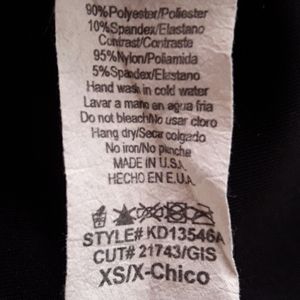 90%Polyester/Poliester
10%Spandex/Elastano
Contrast/Contraste
95%Nylon/Poliamida
5%Spandex/Elastano
Hand wash in cold water
Lavar a mano en agua fria
Do not bleach/No usar cloro
Hang dry/Secar colgado
No iron/No planche
MADE IN U.S.A
HECHO EN E.U.A.
STYLE# KD13546A
CUT# 21743/GIS
XS/X-Chico